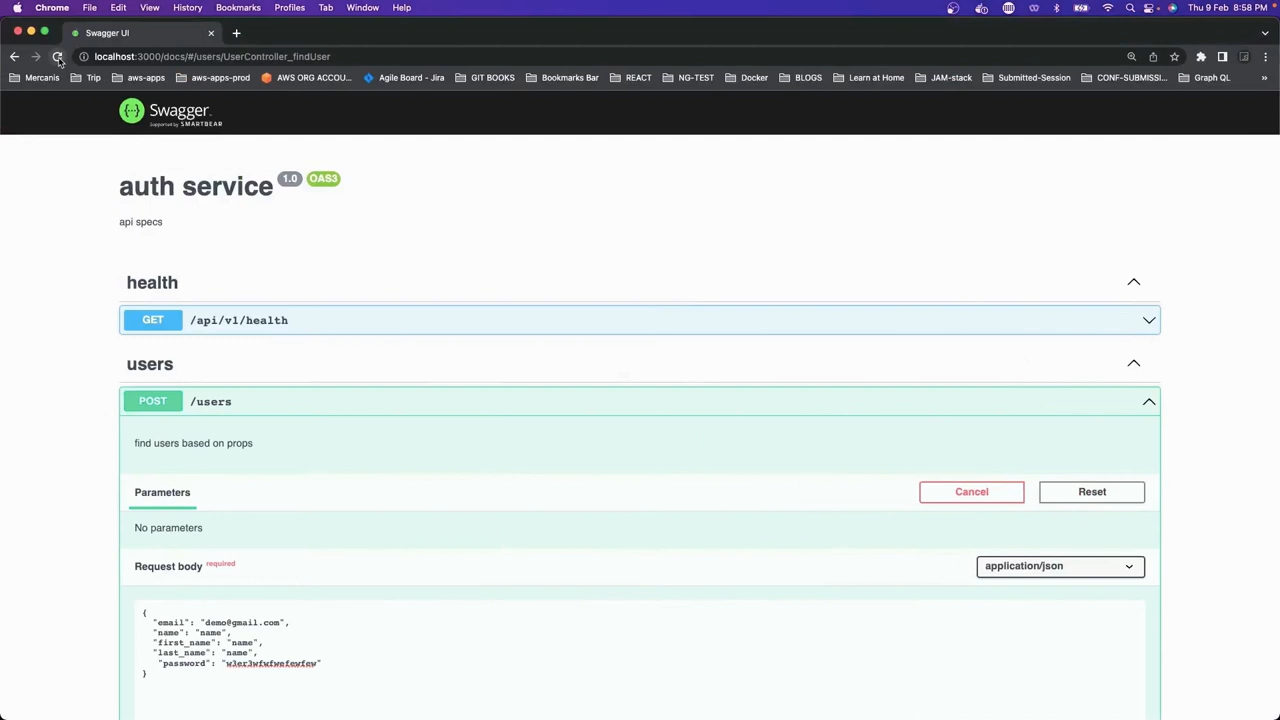 Chrome File Edit View History Bookmarks Profiles Tab Window Help Thu 9 Feb 8:58 PM
Swagger UI
localhost:3000/docs/#/users/UserController_findUser
Mercanis Trip aws-apps aws-apps-prod AWS ORG ACCOU... Agile Board - Jira GIT BOOKS Bookmarks Bar REACT NG-TEST Docker BLOGS Learn at Home JAM-stack Submitted-Session CONF-SUBMISSI... Graph QL »
Swagger.
Supported by SMARTBEAR
auth service 1.0 OAS3
api specs
health
GET /api/v1/health
users
POST /users
find users based on props
Parameters Cancel Reset
No parameters
Request body required application/json
{
"email": "demo@gmail.com",
"name": "name",
"first_name": "name",
"last_name": "name",
"password": "w3er3wfwfwefewfew"
}